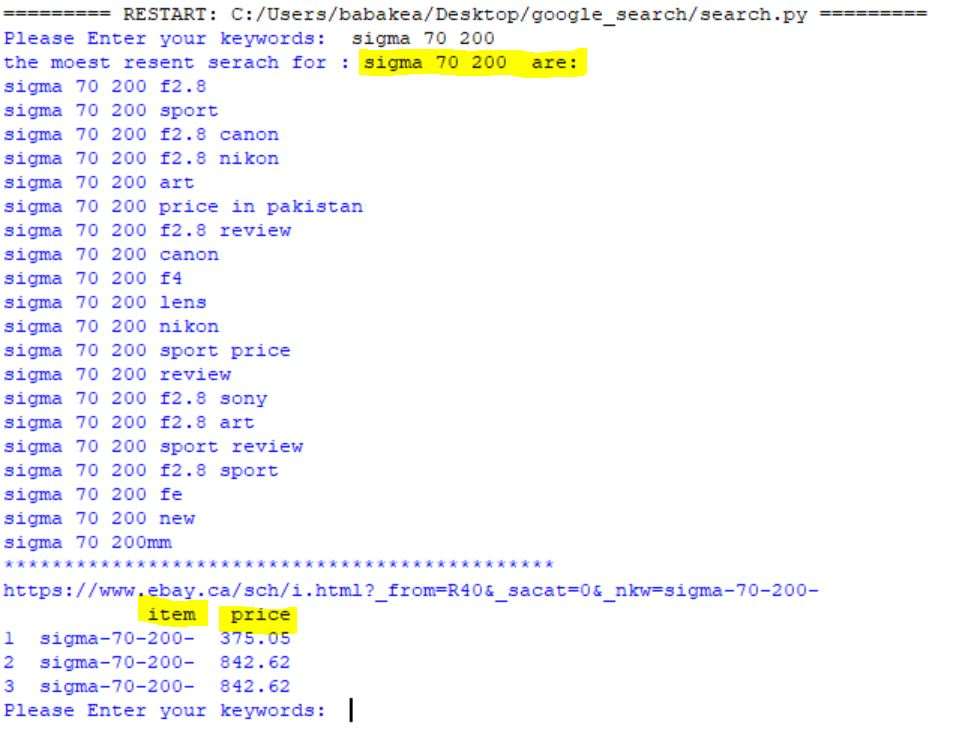 ========= RESTART: C:/Users/babakea/Desktop/google_search/search.py =========
Please Enter your keywords:  sigma 70 200
the moest resent serach for : sigma 70 200  are:
sigma 70 200 f2.8
sigma 70 200 sport
sigma 70 200 f2.8 canon
sigma 70 200 f2.8 nikon
sigma 70 200 art
sigma 70 200 price in pakistan
sigma 70 200 f2.8 review
sigma 70 200 canon
sigma 70 200 f4
sigma 70 200 lens
sigma 70 200 nikon
sigma 70 200 sport price
sigma 70 200 review
sigma 70 200 f2.8 sony
sigma 70 200 f2.8 art
sigma 70 200 sport review
sigma 70 200 f2.8 sport
sigma 70 200 fe
sigma 70 200 new
sigma 70 200mm
**********************************************
https://www.ebay.ca/sch/i.html?_from=R40&_sacat=0&_nkw=sigma-70-200-
item   price
1  sigma-70-200-  375.05
2  sigma-70-200-  842.62
3  sigma-70-200-  842.62
Please Enter your keywords: